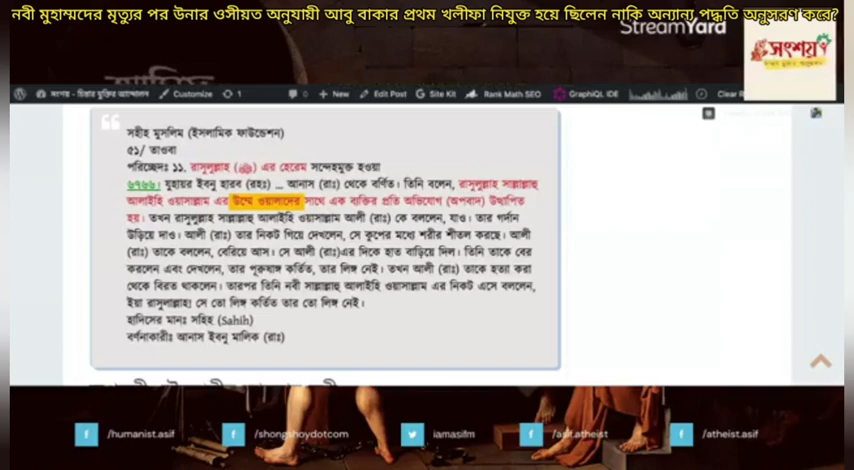 নবী মুহাম্মদের মৃত্যুর পর উনার ওসীয়ত অনুযায়ী আবু বাকার প্রথম খলীফা নিযুক্ত হয়ে ছিলেন নাকি অন্যান্য পদ্ধতি অনুসরণ করে?
StreamYard
সংশয়
সংশয় - চিন্তার মুক্তির আন্দোলন Customize 1 0 New Edit Post Site Kit Rank Math SEO GraphiQL IDE Clear
সহীহ মুসলিম (ইসলামিক ফাউন্ডেশন)
৫১/ তাওবা
পরিচ্ছেদঃ ১১. রাসুলুল্লাহ (ﷺ) এর হেরেম সন্দেহমুক্ত হওয়া
৬৭৬৬। যুহায়র ইবনু হারব (রহঃ) ... আনাস (রাঃ) থেকে বর্ণিত। তিনি বলেন, রাসুলুল্লাহ সাল্লাল্লাহু
আলাইহি ওয়াসাল্লাম এর উম্মে ওয়ালাদের সাথে এক ব্যক্তির প্রতি অভিযোগ (অপবাদ) উত্থাপিত
হয়। তখন রাসুলুল্লাহ সাল্লাল্লাহু আলাইহি ওয়াসাল্লাম আলী (রাঃ) কে বললেন, যাও। তার গর্দান
উড়িয়ে দাও। আলী (রাঃ) তার নিকট গিয়ে দেখলেন, সে কুপের মধ্যে শরীর শীতল করছে। আলী
(রাঃ) তাকে বললেন, বেরিয়ে আস। সে আলী (রাঃ)এর দিকে হাত বাড়িয়ে দিল। তিনি তাকে বের
করলেন এবং দেখলেন, তার পূরুষাঙ্গ কর্তিত, তার লিঙ্গ নেই। তখন আলী (রাঃ) তাকে হত্যা করা
থেকে বিরত থাকলেন। তারপর তিনি নবী সাল্লাল্লাহু আলাইহি ওয়াসাল্লাম এর নিকট এসে বললেন,
ইয়া রাসুলাল্লাহ! সে তো লিঙ্গ কর্তিত তার তো লিঙ্গ নেই।
হাদিসের মানঃ সহিহ (Sahih)
বর্ণনাকারীঃ আনাস ইবনু মালিক (রাঃ)
/humanist.asif /shongshoydotcom iamasifm /asif.atheist /atheist.asif